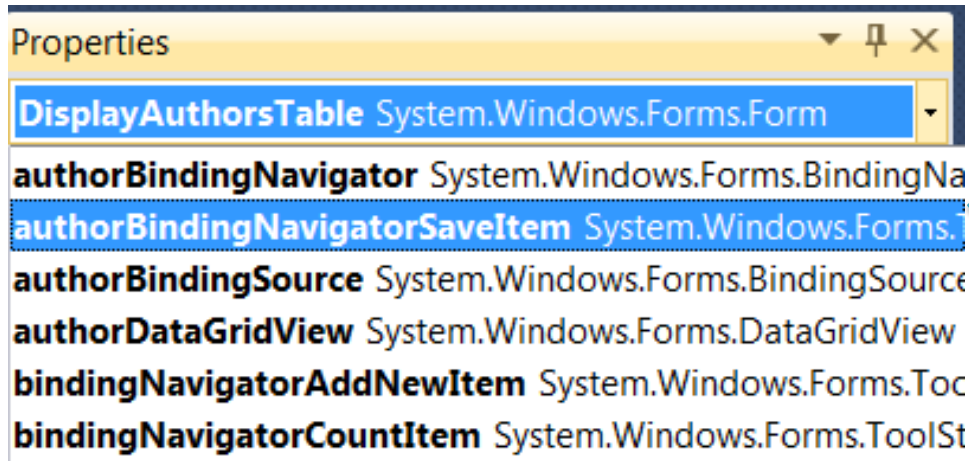 Properties
DisplayAuthorsTable System.Windows.Forms.Form
authorBindingNavigator System.Windows.Forms.BindingNa
authorBindingNavigatorSaveItem System.Windows.Forms.
authorBindingSource System.Windows.Forms.BindingSource
authorDataGridView System.Windows.Forms.DataGridView
bindingNavigatorAddNewItem System.Windows.Forms.Too
bindingNavigatorCountItem System.Windows.Forms.ToolSt